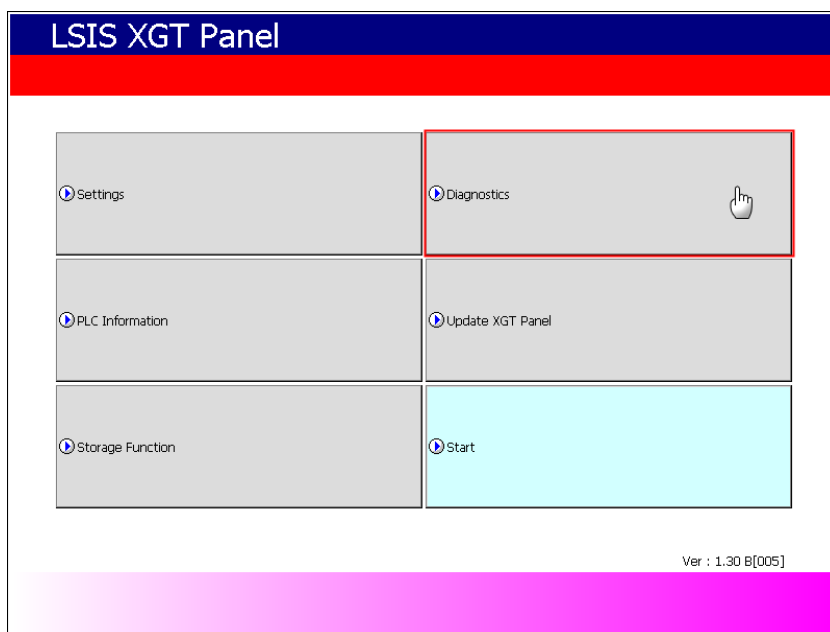 LSIS XGT Panel
Settings
Diagnostics
PLC Information
Update XGT Panel
Storage Function
Start
Ver : 1.30 B[005]